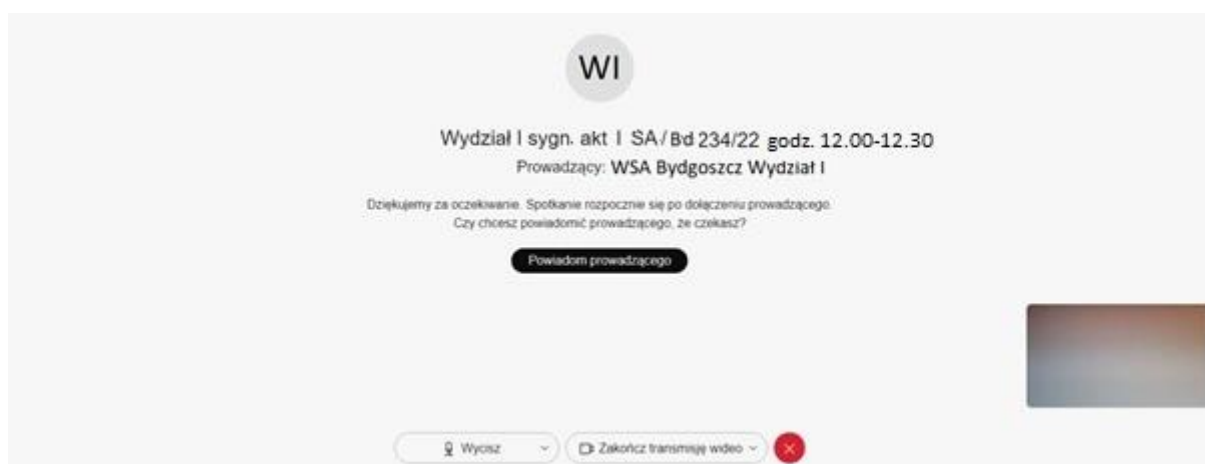 WI
Wydział I sygn. akt I SA/Bd 234/22 godz. 12.00-12.30
Prowadzący: WSA Bydgoszcz Wydział I
Dziękujemy za oczekiwanie. Spotkanie rozpocznie się po dołączeniu prowadzącego.
Czy chcesz powiadomić prowadzącego, że czekasz?
Powiadom prowadzącego
Wycisz Zakończ transmisję wideo